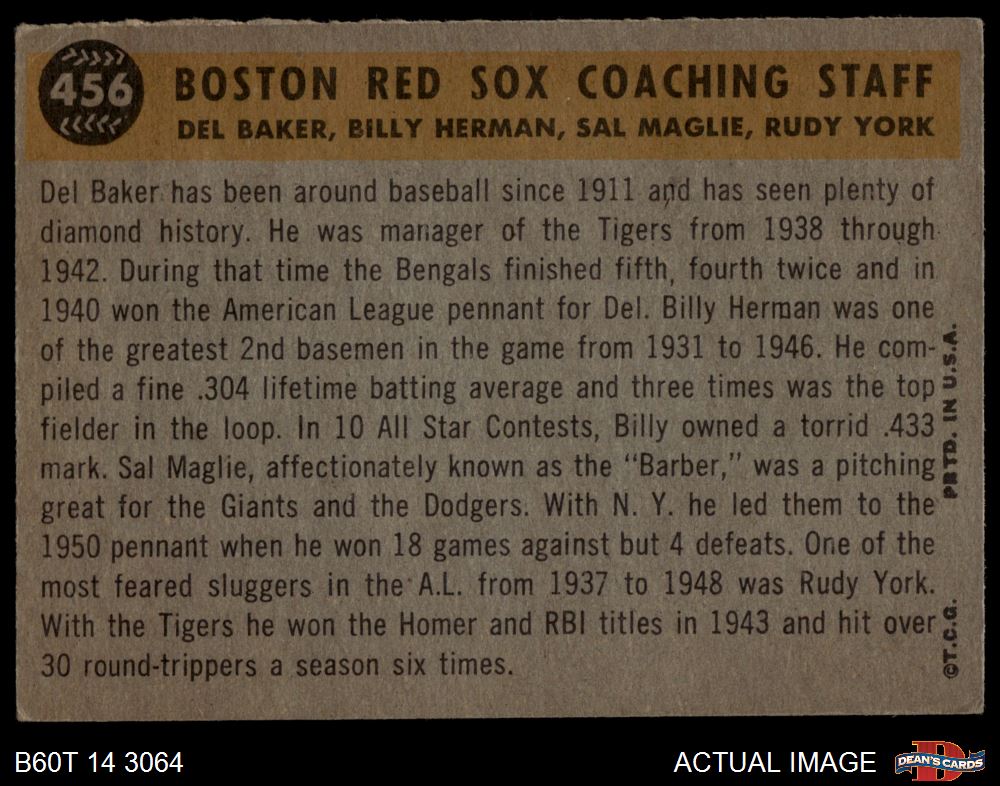 456
BOSTON RED SOX COACHING STAFF
DEL BAKER, BILLY HERMAN, SAL MAGLIE, RUDY YORK
Del Baker has been around baseball since 1911 and has seen plenty of
diamond history. He was manager of the Tigers from 1938 through
1942. During that time the Bengals finished fifth, fourth twice and in
1940 won the American League pennant for Del. Billy Herman was one
of the greatest 2nd basemen in the game from 1931 to 1946. He com-
piled a fine .304 lifetime batting average and three times was the top
fielder in the loop. In 10 All Star Contests, Billy owned a torrid .433
mark. Sal Maglie, affectionately known as the "Barber," was a pitching
great for the Giants and the Dodgers. With N. Y. he led them to the
1950 pennant when he won 18 games against but 4 defeats. One of the
most feared sluggers in the A.L. from 1937 to 1948 was Rudy York.
With the Tigers he won the Homer and RBI titles in 1943 and hit over
30 round-trippers a season six times.
©T.C.G. PRTD. IN U.S.A.
B60T 14 3064
ACTUAL IMAGE
D
DEAN'S CARDS